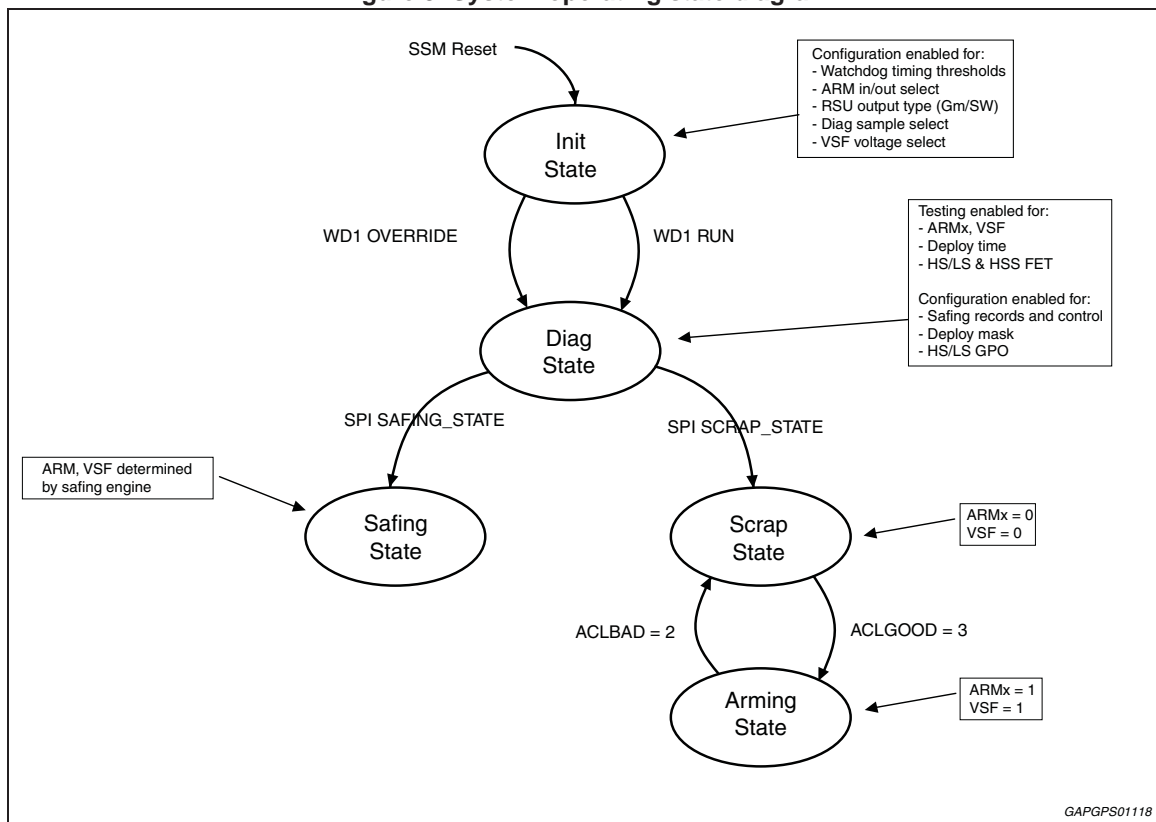 SSM Reset
Configuration enabled for:
- Watchdog timing thresholds
- ARM in/out select
- RSU output type (Gm/SW)
- Diag sample select
- VSF voltage select
Init
State
WD1 OVERRIDE
WD1 RUN
Testing enabled for:
- ARMx, VSF
- Deploy time
- HS/LS & HSS FET
Configuration enabled for:
- Safing records and control
- Deploy mask
- HS/LS GPO
Diag
State
SPI SAFING_STATE
SPI SCRAP_STATE
ARM, VSF determined
by safing engine
Safing
State
Scrap
State
ARMx = 0
VSF = 0
ACLBAD = 2
ACLGOOD = 3
Arming
State
ARMx = 1
VSF = 1
GAPGPS01118